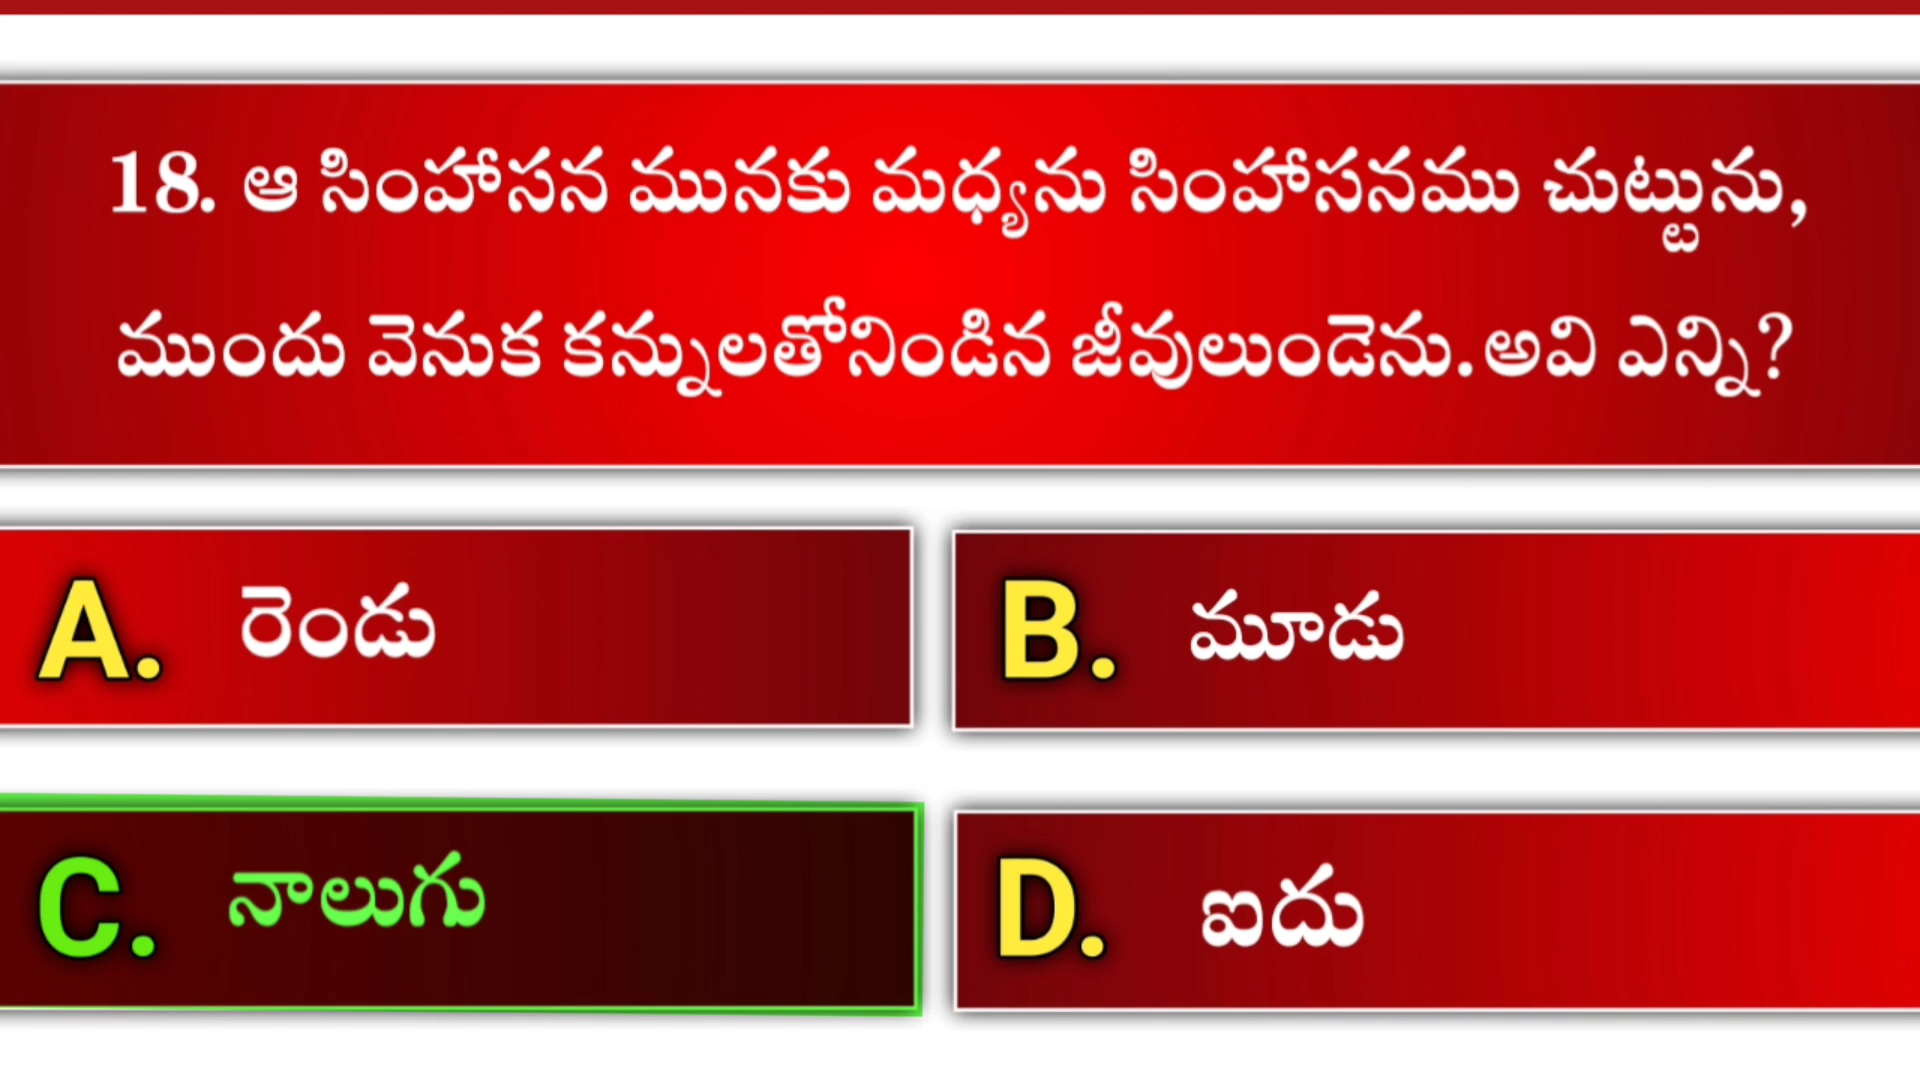 18. ఆ సింహాసన మునకు మధ్యను సింహాసనము చుట్టును,
ముందు వెనుక కన్నులతోనిండిన జీవులుండెను.అవి ఎన్ని?
A. రెండు
B. మూడు
C. నాలుగు
D. ఐదు